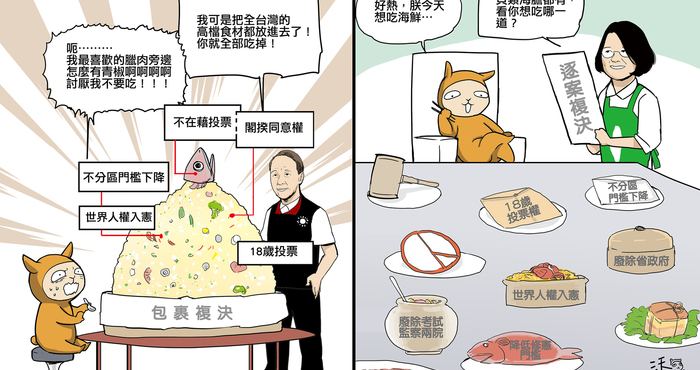 呃………
我最喜歡的臘肉旁邊
怎麼有青椒啊啊啊啊
討厭我不要吃！！！
我可是把全台灣的
高檔食材都放進去了！
你就全部吃掉！
不在藉投票
閣揆同意權
不分區門檻下降
世界人權入憲
18歲投票
包裹複決
好熱，朕今天
想吃海鮮…
貝類海膽都有，
看你想吃哪一
道？
逐案複決
18歲
投票權
不分區
門檻下降
廢除省政府
世界人權入憲
廢除考試
監察兩院
降低修憲
門檻